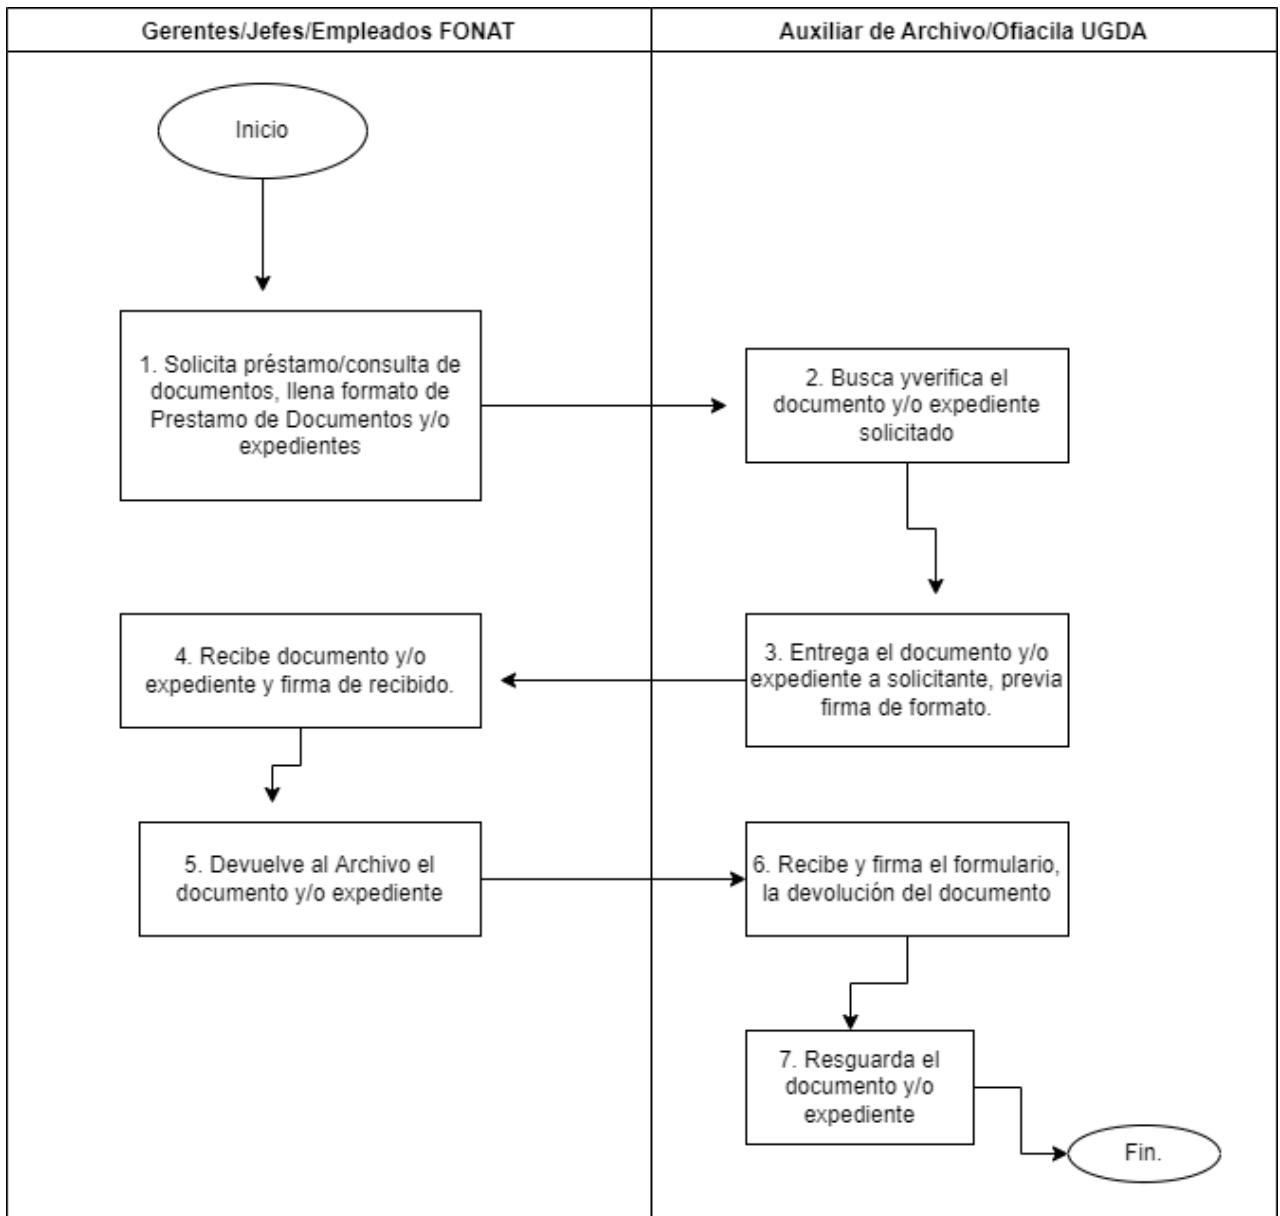 Gerentes/Jefes/Empleados FONAT
Auxiliar de Archivo/Ofiacila UGDA
Inicio
1. Solicita préstamo/consulta de
documentos, llena formato de
Prestamo de Documentos y/o
expedientes
2. Busca yverifica el
documento y/o expediente
solicitado
3. Entrega el documento y/o
expediente a solicitante, previa
firma de formato.
4. Recibe documento y/o
expediente y firma de recibido.
5. Devuelve al Archivo el
documento y/o expediente
6. Recibe y firma el formulario,
la devolución del documento
7. Resguarda el
documento y/o
expediente
Fin.